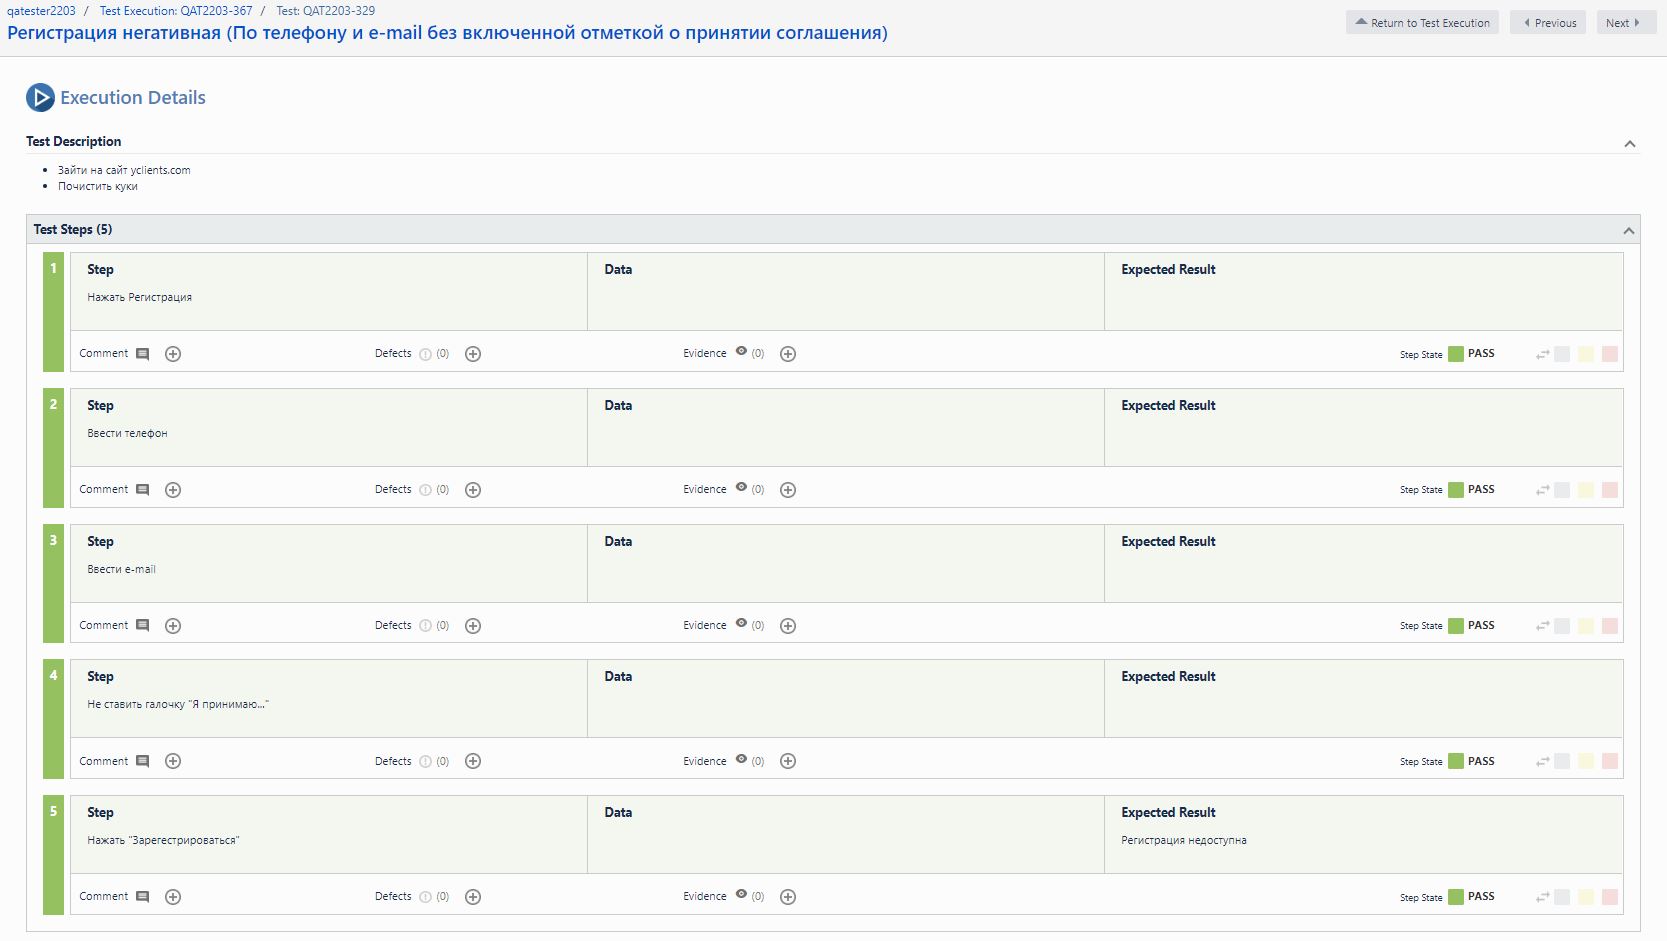 qatester2203 / Test Execution: QAT2203-367 / Test: QAT2203-329
Регистрация негативная (По телефону и e-mail без включенной отметкой о принятии соглашения)
Return to Test Execution Previous Next
Execution Details
Test Description
Зайти на сайт yclients.com
Почистить куки
Test Steps (5)
1 Step Data Expected Result
Нажать Регистрация
Comment Defects (0) Evidence (0) Step State PASS
2 Step Data Expected Result
Ввести телефон
Comment Defects (0) Evidence (0) Step State PASS
3 Step Data Expected Result
Ввести e-mail
Comment Defects (0) Evidence (0) Step State PASS
4 Step Data Expected Result
Не ставить галочку "Я принимаю..."
Comment Defects (0) Evidence (0) Step State PASS
5 Step Data Expected Result
Нажать "Зарегестрироваться" Регистрация недоступна
Comment Defects (0) Evidence (0) Step State PASS